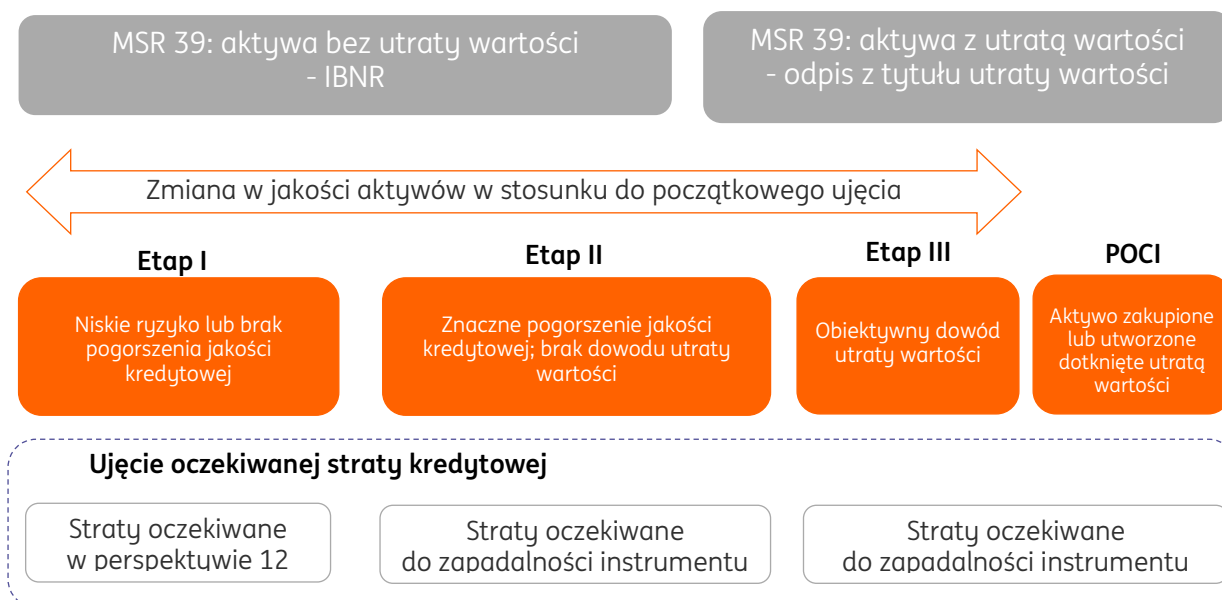 MSR 39: aktywa bez utraty wartości
- IBNR
MSR 39: aktywa z utratą wartości
- odpis z tytułu utraty wartości
Zmiana w jakości aktywów w stosunku do początkowego ujęcia
Etap I
Niskie ryzyko lub brak
pogorszenia jakości
kredytowej
Etap II
Znaczne pogorszenie jakości
kredytowej; brak dowodu utraty
wartości
Etap III
Obiektywny dowód
utraty wartości
POCI
Aktywo zakupione
lub utworzone
dotknięte utratą
wartości
Ujęcie oczekiwanej straty kredytowej
Straty oczekiwane
w perspektywie 12
Straty oczekiwane
do zapadalności instrumentu
Straty oczekiwane
do zapadalności instrumentu